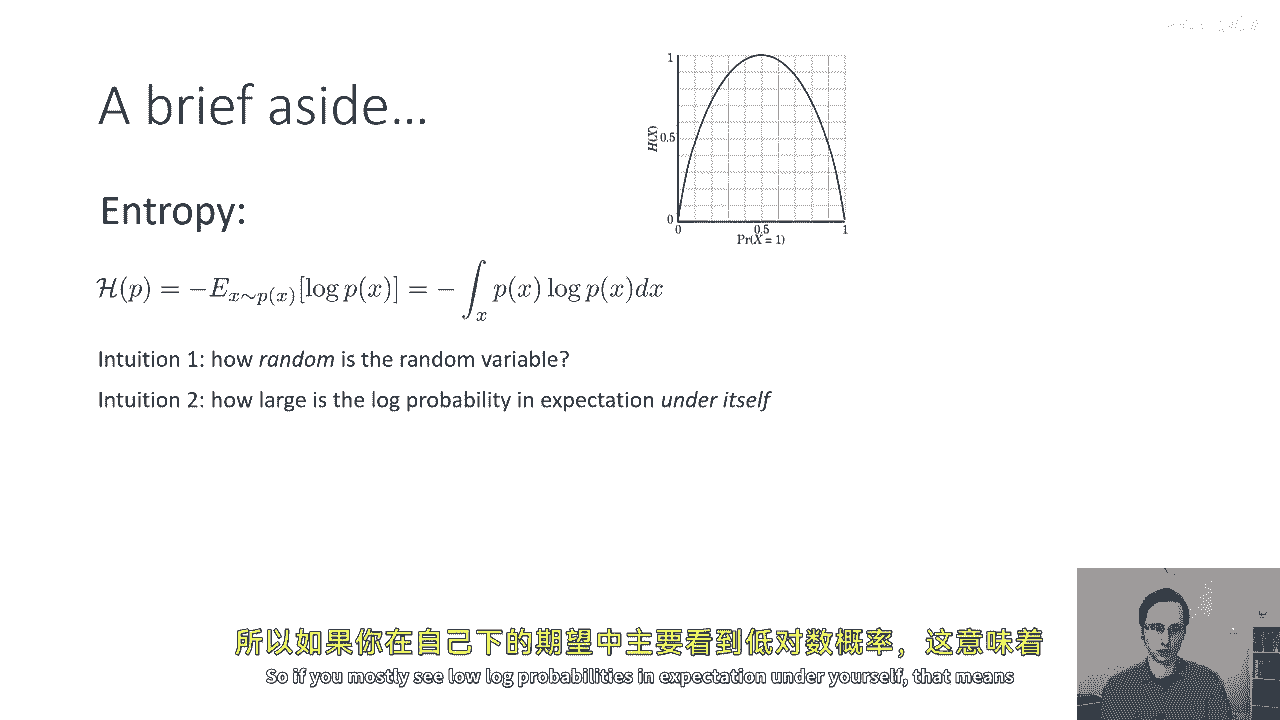 A brief aside...
1
0.5
0
H(X)
0
0.5
1
Pr(X = 1)
Entropy:
\mathcal{H}(p) = -E_{x \sim p(x)}[\log p(x)] = -\int_x p(x) \log p(x) dx
Intuition 1: how random is the random variable?
Intuition 2: how large is the log probability in expectation under itself
所以如果你在自己下的期望中主要看到低对数概率，这意味着
So if you mostly see low log probabilities in expectation under yourself, that means